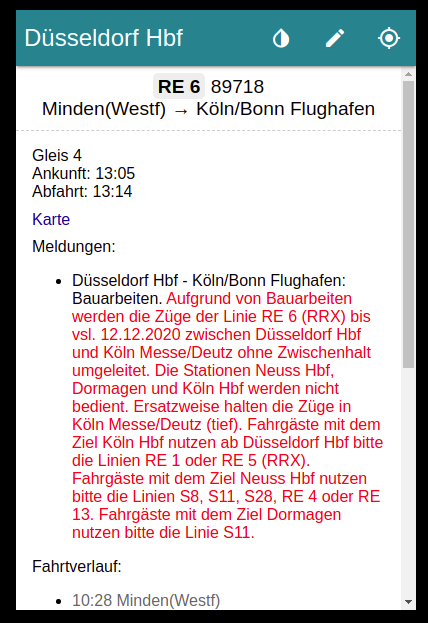 Düsseldorf Hbf
RE 6 89718
Minden(Westf) → Köln/Bonn Flughafen
Gleis 4
Ankunft: 13:05
Abfahrt: 13:14
Karte
Meldungen:
• Düsseldorf Hbf - Köln/Bonn Flughafen:
Bauarbeiten. Aufgrund von Bauarbeiten
werden die Züge der Linie RE 6 (RRX) bis
vsl. 12.12.2020 zwischen Düsseldorf Hbf
und Köln Messe/Deutz ohne Zwischenhalt
umgeleitet. Die Stationen Neuss Hbf,
Dormagen und Köln Hbf werden nicht
bedient. Ersatzweise halten die Züge in
Köln Messe/Deutz (tief). Fahrgäste mit dem
Ziel Köln Hbf nutzen ab Düsseldorf Hbf bitte
die Linien RE 1 oder RE 5 (RRX).
Fahrgäste mit dem Ziel Neuss Hbf nutzen
bitte die Linien S8, S11, S28, RE 4 oder RE
13. Fahrgäste mit dem Ziel Dormagen
nutzen bitte die Linie S11.
Fahrtverlauf:
• 10:28 Minden(Westf)